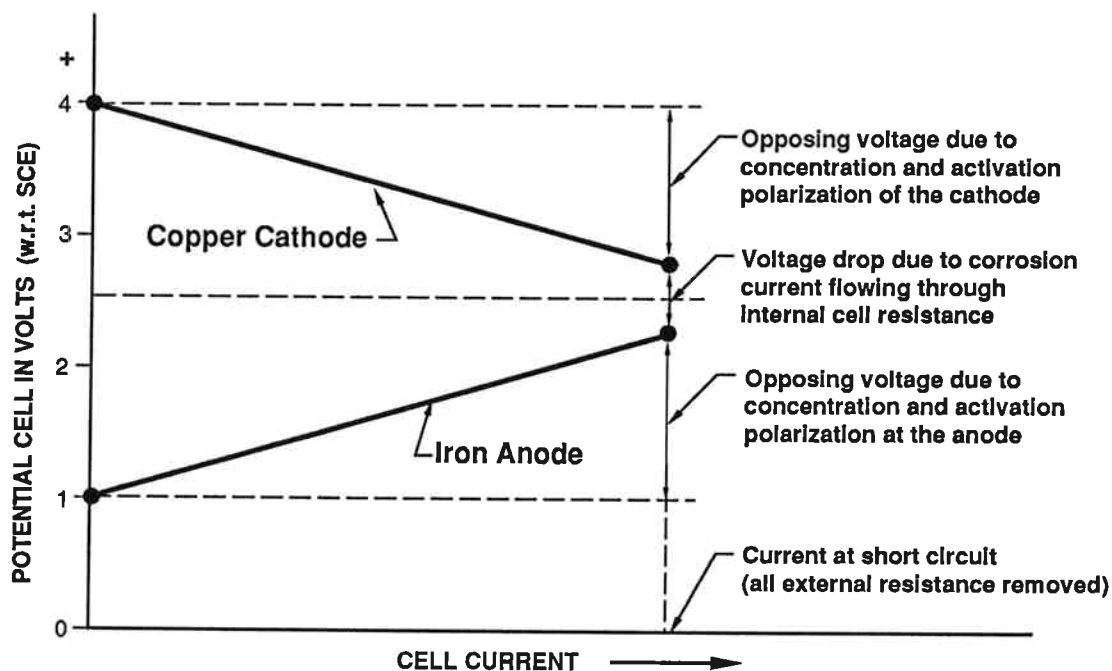 +
4
3
2
1
0
POTENTIAL CELL IN VOLTS (w.r.t. SCE)
Copper Cathode
Iron Anode
Opposing voltage due to
concentration and activation
polarization of the cathode
Voltage drop due to corrosion
current flowing through
internal cell resistance
Opposing voltage due to
concentration and activation
polarization at the anode
Current at short circuit
(all external resistance removed)
CELL CURRENT